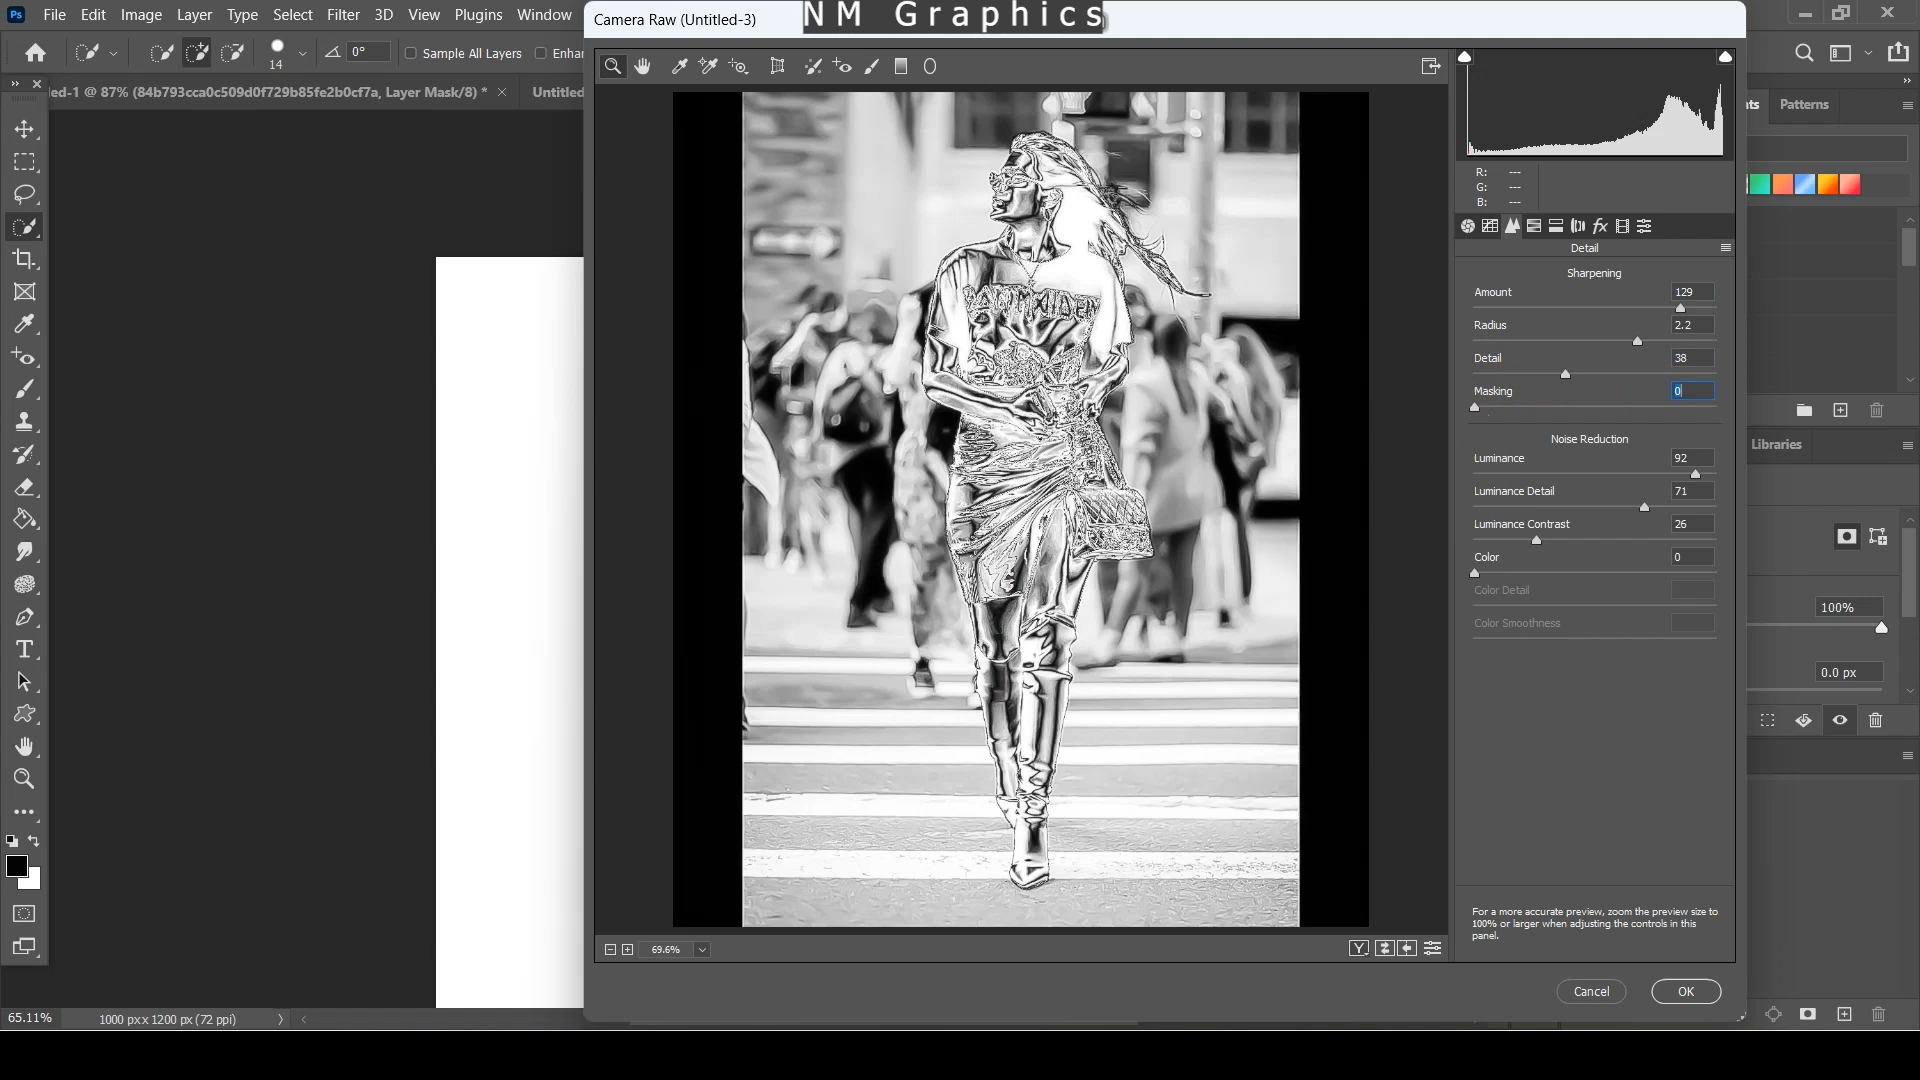 File Edit Image Layer Type Select Filter 3D View Plugins Window
Camera Raw (Untitled-3)
NM Graphics
14
0°
Sample All Layers
Enhan
ed-1 @ 87% (84b793cca0c509d0f729b85fe2b0cf7a, Layer Mask/8) *
Untitled
nts
Patterns
R: ---
G: ---
B: ---
Detail
Sharpening
Amount 129
Radius 2.2
Detail 38
Masking 0
Noise Reduction
Luminance 92
Luminance Detail 71
Luminance Contrast 26
Color 0
Color Detail
Color Smoothness
Libraries
100%
0.0 px
For a more accurate preview, zoom the preview size to
100% or larger when adjusting the controls in this
panel.
69.6%
Y
Cancel
OK
65.11%
1000 px x 1200 px (72 ppi)